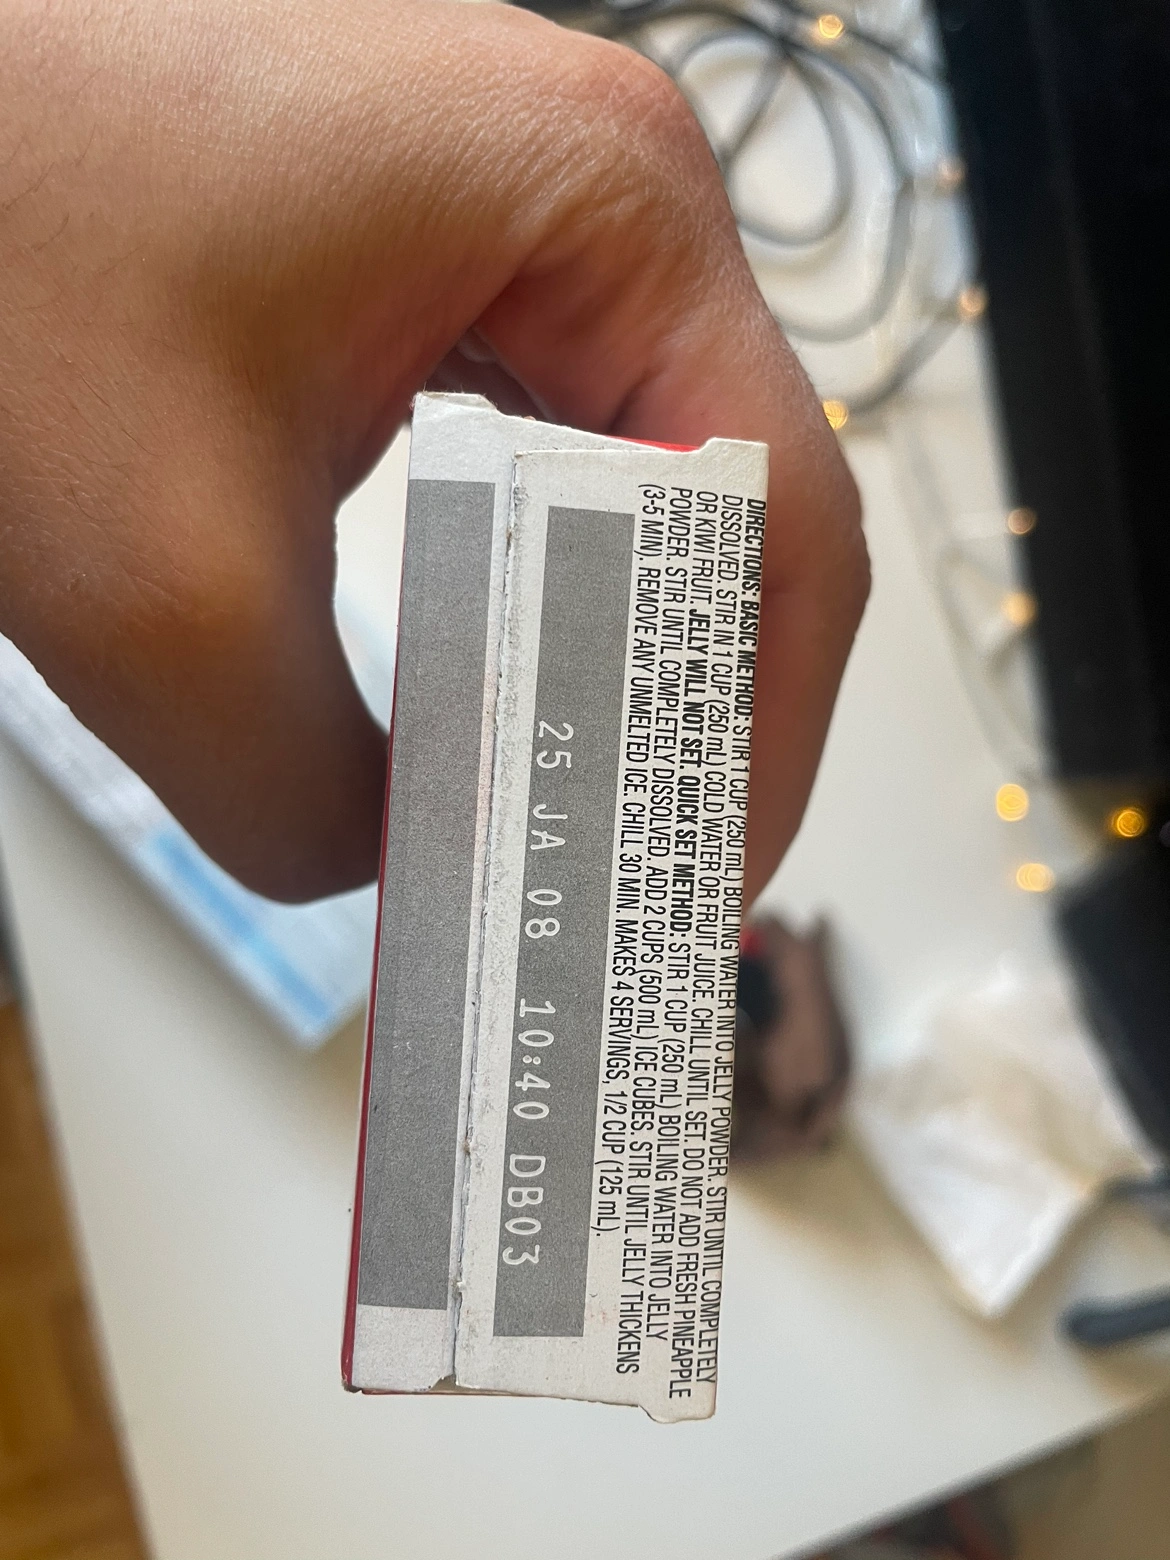 DIRECTIONS: BASIC METHOD: STIR 1 CUP (250 mL) BOILING WATER INTO JELLY POWDER. STIR UNTIL COMPLETELY
DISSOLVED. STIR IN 1 CUP (250 mL) COLD WATER OR FRUIT JUICE. CHILL UNTIL SET. DO NOT ADD FRESH PINEAPPLE
OR KIWI FRUIT. JELLY WILL NOT SET. QUICK SET METHOD: STIR 1 CUP (250 mL) BOILING WATER INTO JELLY
POWDER. STIR UNTIL COMPLETELY DISSOLVED. ADD 2 CUPS (500 mL) ICE CUBES. STIR UNTIL JELLY THICKENS
(3-5 MIN). REMOVE ANY UNMELTED ICE. CHILL 30 MIN. MAKES 4 SERVINGS, 1/2 CUP (125 mL).
25 JA 08 10:40 DB03